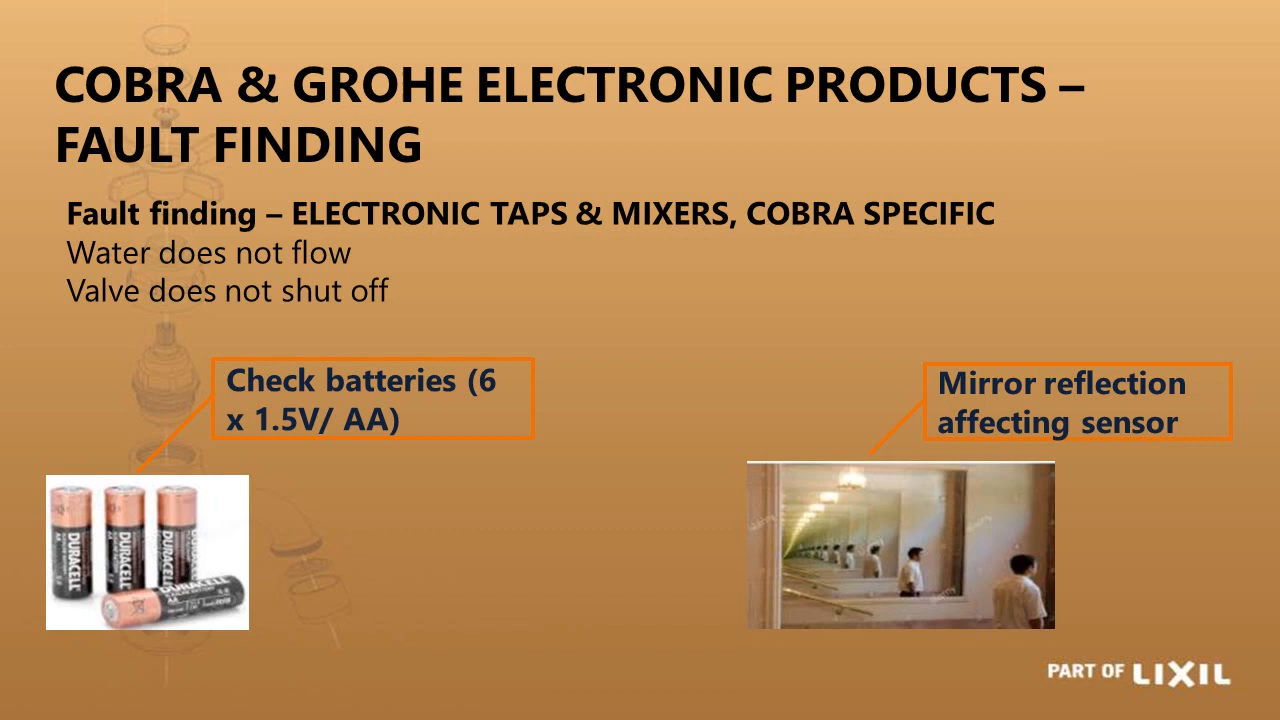 COBRA & GROHE ELECTRONIC PRODUCTS –
FAULT FINDING
Fault finding – ELECTRONIC TAPS & MIXERS, COBRA SPECIFIC
Water does not flow
Valve does not shut off
Check batteries (6
x 1.5V/ AA)
Mirror reflection
affecting sensor
DURACELL
DURACELL
DURACELL
DURACELL
PART OF LIXIL